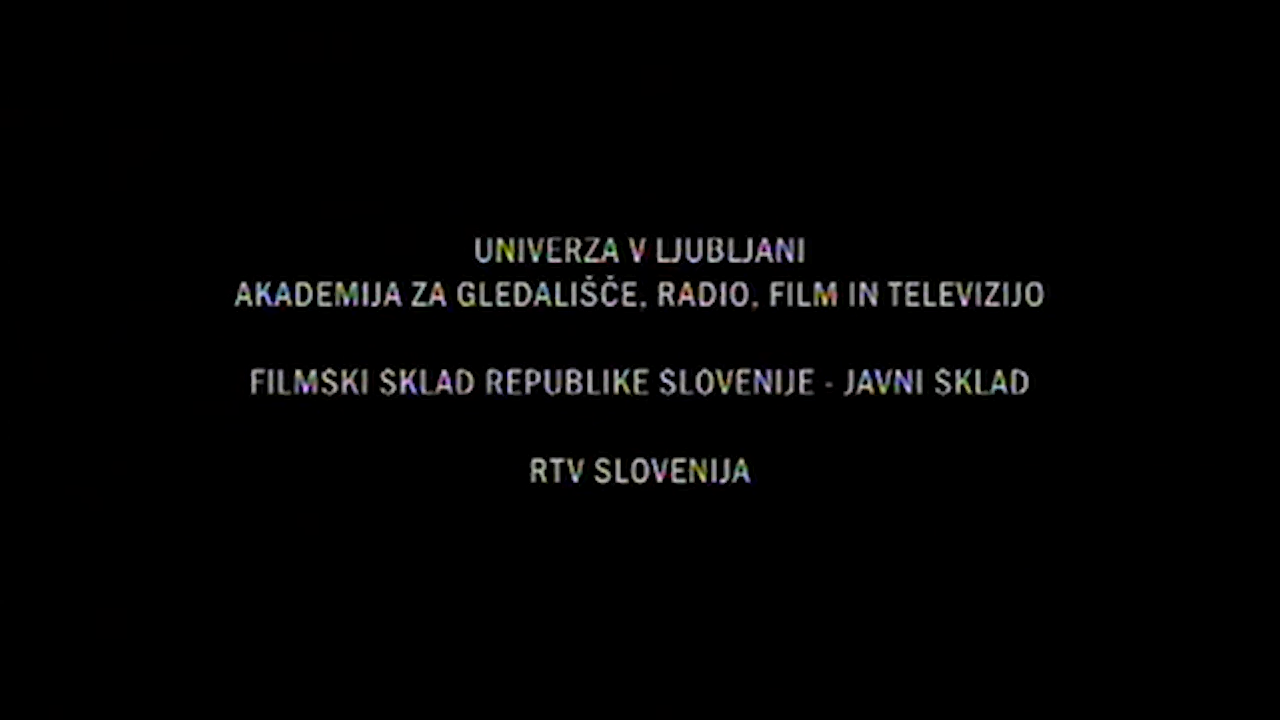 UNIVERZA V LJUBLJANI
AKADEMIJA ZA GLEDALIŠČE, RADIO, FILM IN TELEVIZIJO
FILMSKI SKLAD REPUBLIKE SLOVENIJE - JAVNI SKLAD
RTV SLOVENIJA